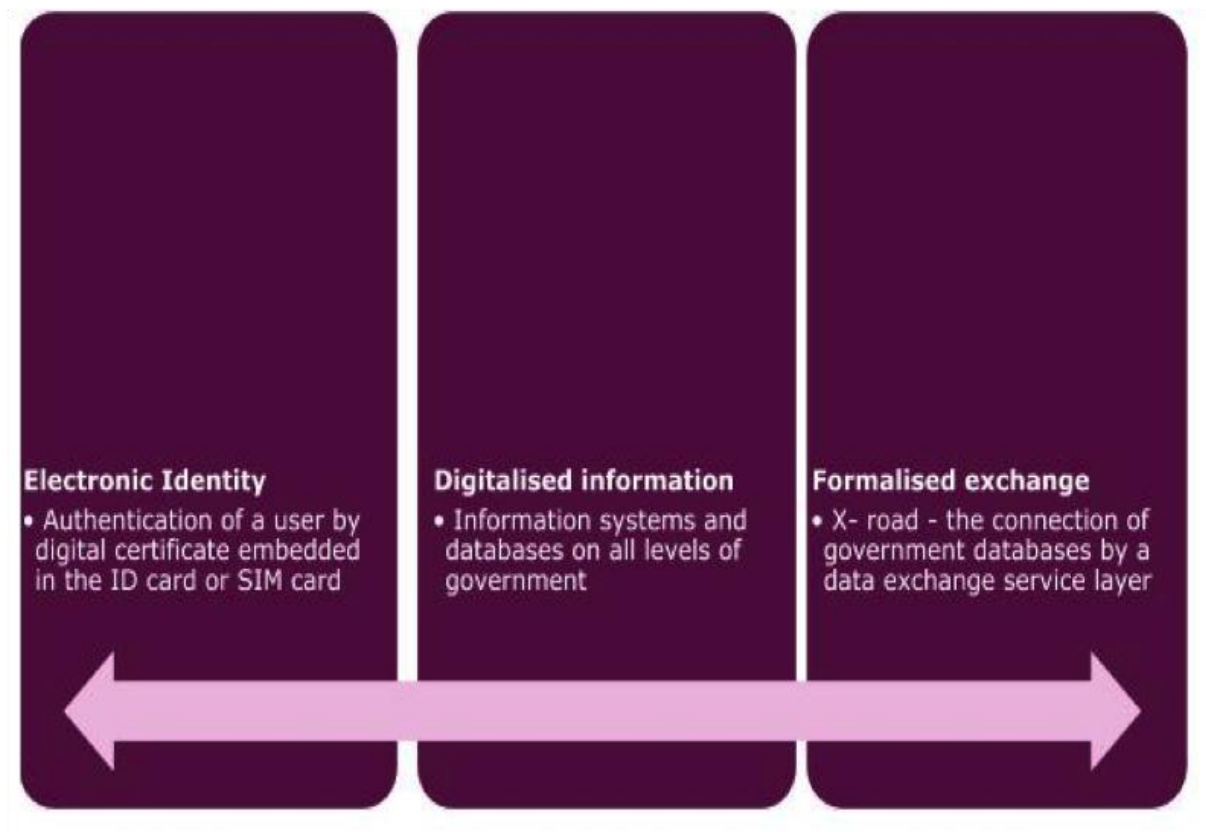 Electronic Identity
• Authentication of a user by
digital certificate embedded
in the ID card or SIM card
Digitalised information
• Information systems and
databases on all levels of
government
Formalised exchange
• X- road - the connection of
government databases by a
data exchange service layer